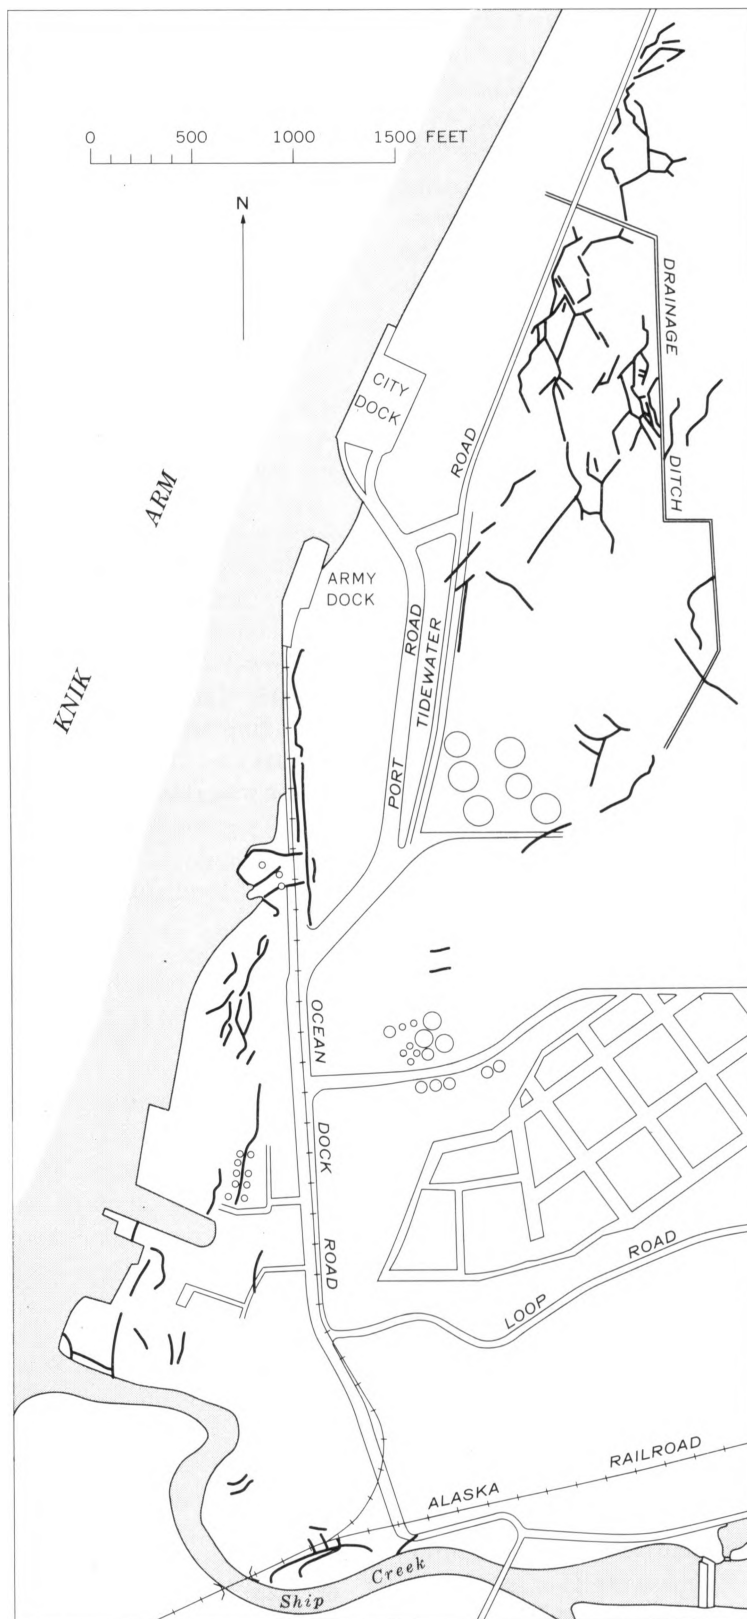 0 500 1000 1500 FEET
N
DRAINAGE
DITCH
CITY
DOCK
ROAD
ARM
ARMY
DOCK
ROAD
TIDEWATER
KNIK
PORT
OCEAN
DOCK
ROAD
ROAD
LOOP
RAILROAD
ALASKA
Creek
Ship